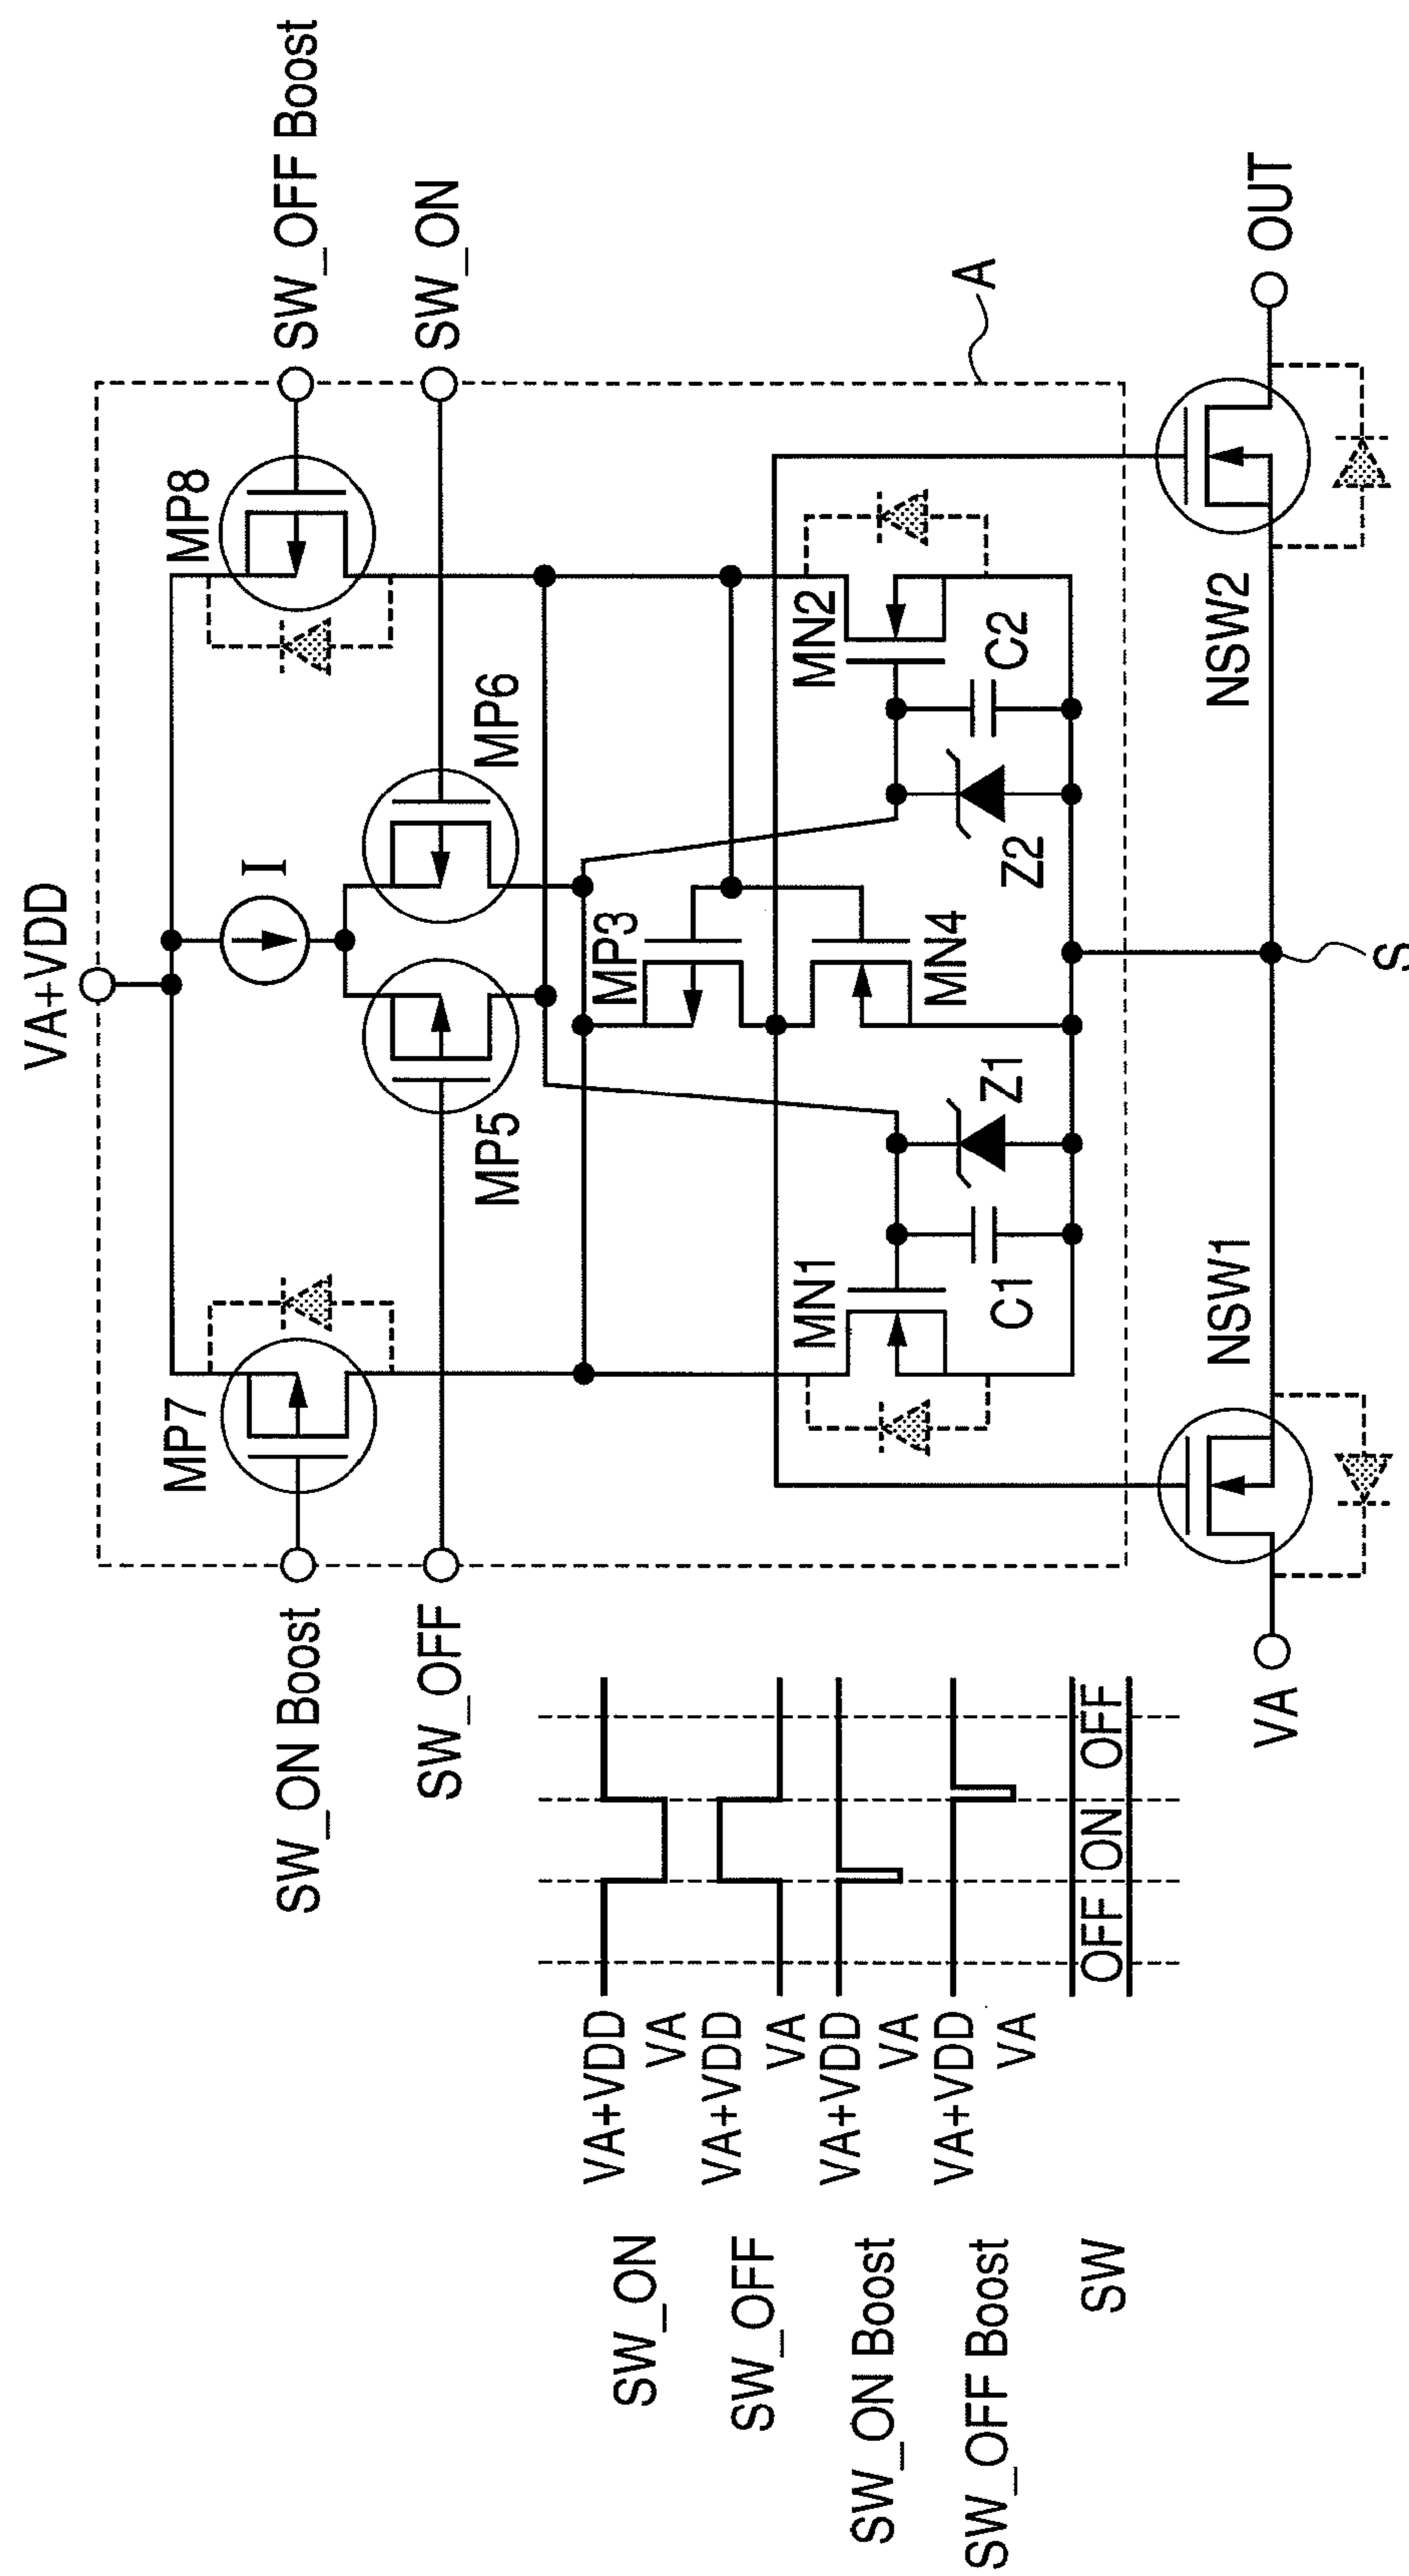 VA+VDD
SW_ON Boost
SW_OFF
MP7
MP5
I
MP6
MP8
SW_OFF Boost
SW_ON
A
MN1
C1
Z1
MP3
MN4
Z2
C2
MN2
NSW1
NSW2
VA
S
OUT
SW_ON
VA+VDD
VA
SW_OFF
VA+VDD
VA
SW_ON Boost
VA+VDD
VA
SW_OFF Boost
VA+VDD
VA
SW
OFF ON OFF